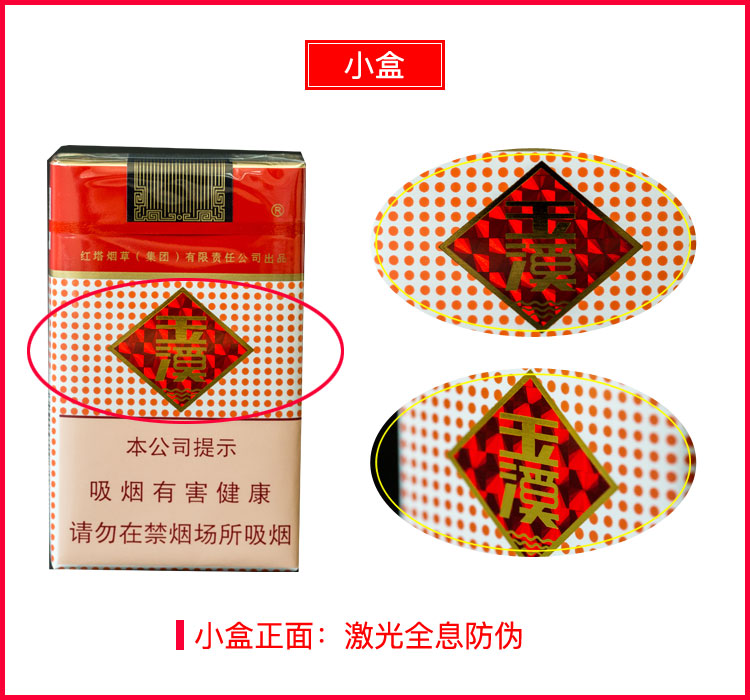 小盒
®
红塔烟草（集团）有限责任公司出品
玉溪
本公司提示
吸烟有害健康
请勿在禁烟场所吸烟
玉溪
玉溪
小盒正面：激光全息防伪